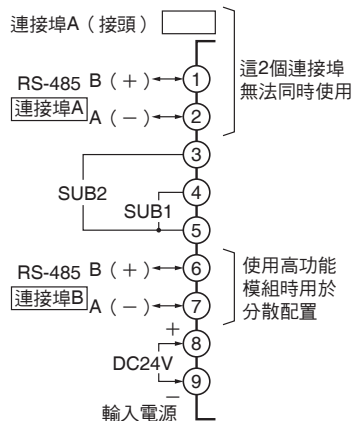 連接埠A（接頭）
RS-485 B（+）
1
連接埠A
A（−）
2
這2個連接埠
無法同時使用
3
SUB2
4
SUB1
5
RS-485 B（+）
6
連接埠B
A（−）
7
使用高功能
模組時用於
分散配置
+
8
DC24V
9
−
輸入電源